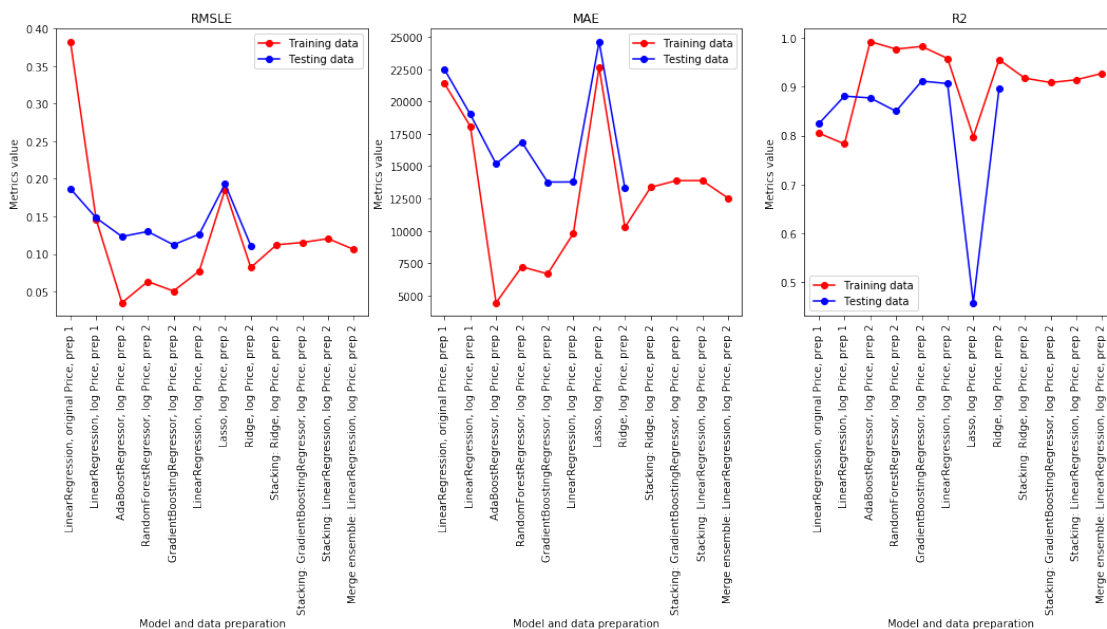 RMSLE
0.40
0.35
0.30
0.25
0.20
0.15
0.10
0.05
Metrics value
Training data
Testing data
LinearRegression, original Price, prep 1
LinearRegression, log Price, prep 1
AdaBoostRegressor, log Price, prep 2
RandomForestRegressor, log Price, prep 2
GradientBoostingRegressor, log Price, prep 2
LinearRegression, log Price, prep 2
Lasso, log Price, prep 2
Ridge, log Price, prep 2
Stacking: Ridge, log Price, prep 2
Stacking: GradientBoostingRegressor, log Price, prep 2
Stacking: LinearRegression, log Price, prep 2
Merge ensemble: LinearRegression, log Price, prep 2
Model and data preparation
MAE
25000
22500
20000
17500
15000
12500
10000
7500
5000
Metrics value
Training data
Testing data
LinearRegression, original Price, prep 1
LinearRegression, log Price, prep 1
AdaBoostRegressor, log Price, prep 2
RandomForestRegressor, log Price, prep 2
GradientBoostingRegressor, log Price, prep 2
LinearRegression, log Price, prep 2
Lasso, log Price, prep 2
Ridge, log Price, prep 2
Stacking: Ridge, log Price, prep 2
Stacking: GradientBoostingRegressor, log Price, prep 2
Stacking: LinearRegression, log Price, prep 2
Merge ensemble: LinearRegression, log Price, prep 2
Model and data preparation
R2
1.0
0.9
0.8
0.7
0.6
0.5
Metrics value
Training data
Testing data
LinearRegression, original Price, prep 1
LinearRegression, log Price, prep 1
AdaBoostRegressor, log Price, prep 2
RandomForestRegressor, log Price, prep 2
GradientBoostingRegressor, log Price, prep 2
LinearRegression, log Price, prep 2
Lasso, log Price, prep 2
Ridge, log Price, prep 2
Stacking: Ridge, log Price, prep 2
Stacking: GradientBoostingRegressor, log Price, prep 2
Stacking: LinearRegression, log Price, prep 2
Merge ensemble: LinearRegression, log Price, prep 2
Model and data preparation